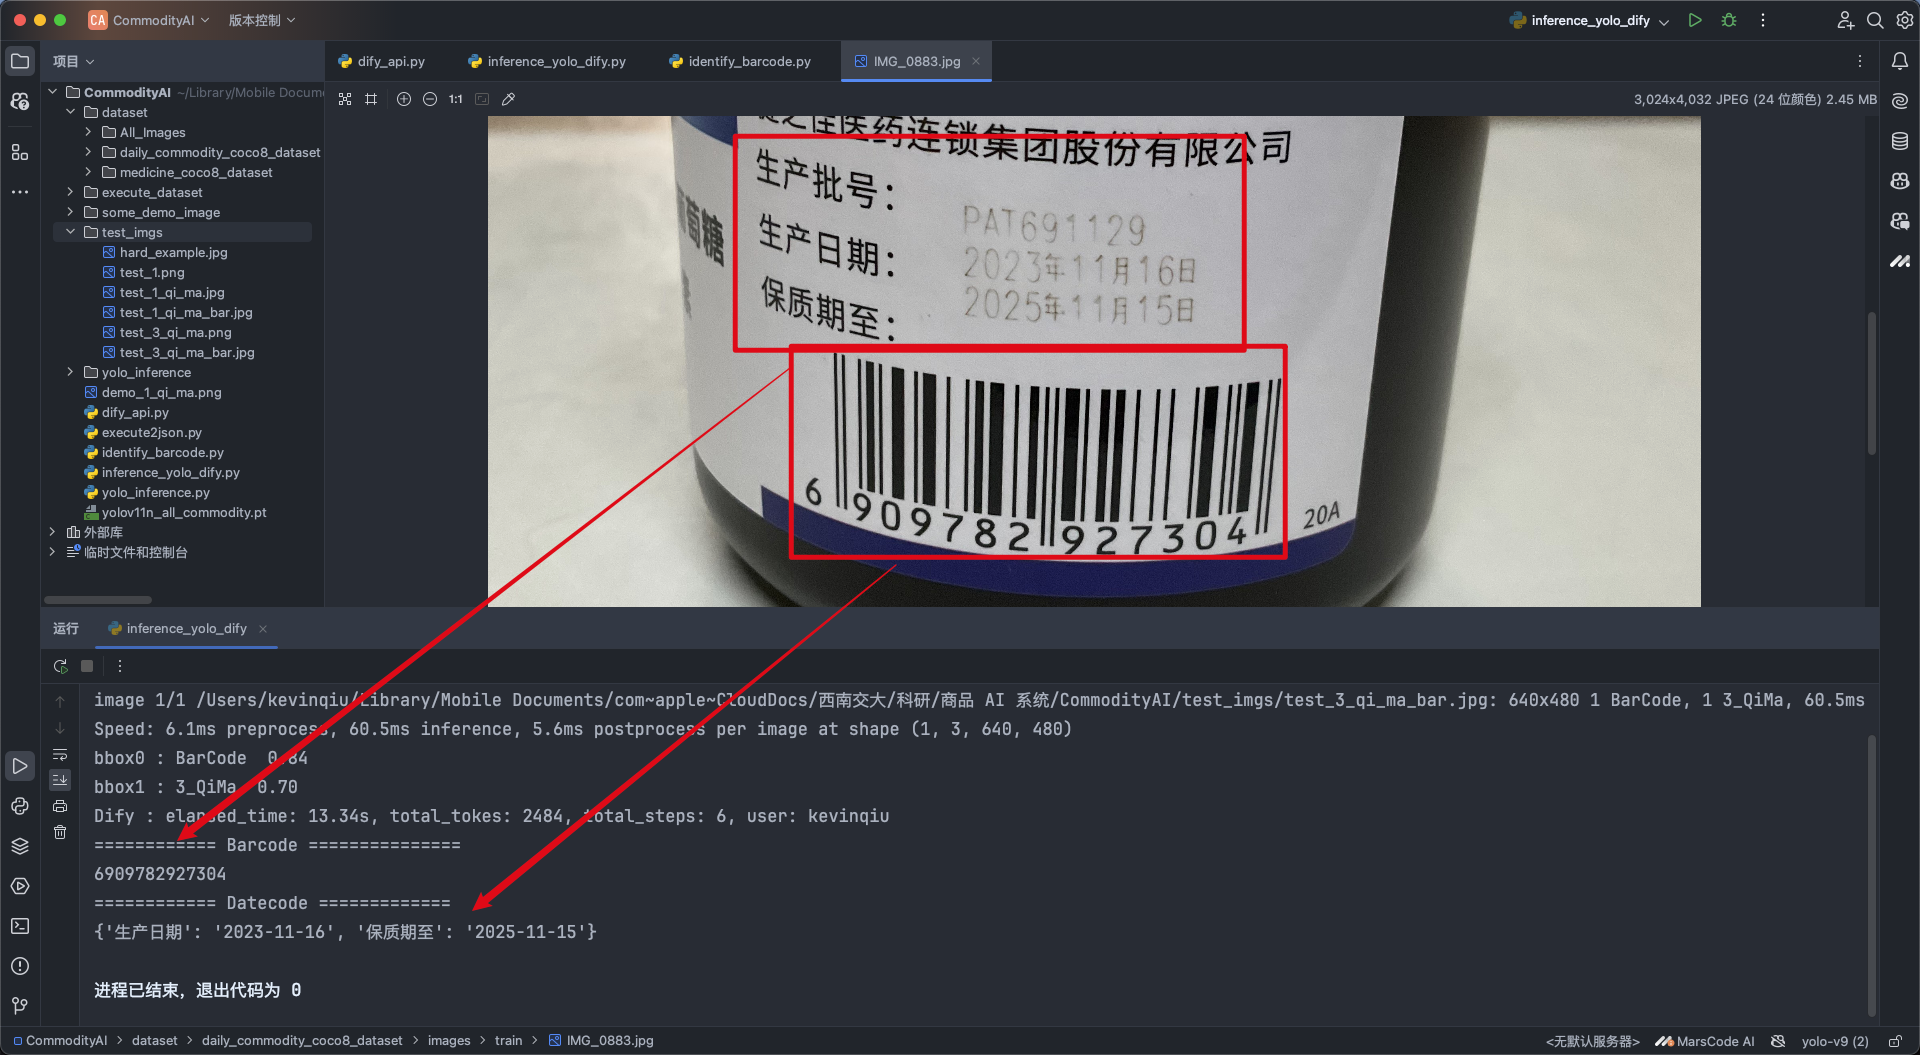 CA CommodityAI 版本控制 inference_yolo_dify
项目
dify_api.py inference_yolo_dify.py identify_barcode.py IMG_0883.jpg
1:1 3,024x4,032 JPEG (24 位颜色) 2.45 MB
CommodityAI ~/Library/Mobile Docum
dataset
All_Images
daily_commodity_coco8_dataset
medicine_coco8_dataset
execute_dataset
some_demo_image
test_imgs
hard_example.jpg
test_1.png
test_1_qi_ma.jpg
test_1_qi_ma_bar.jpg
test_3_qi_ma.png
test_3_qi_ma_bar.jpg
yolo_inference
demo_1_qi_ma.png
dify_api.py
execute2json.py
identify_barcode.py
inference_yolo_dify.py
yolo_inference.py
yolov11n_all_commodity.pt
外部库
临时文件和控制台
之佳医药连锁集团股份有限公司
生产批号：
PAT691129
生产日期：
2023年11月16日
保质期至：
2025年11月15日
萄糖
6 909782 927304
20A
运行 inference_yolo_dify
image 1/1 /Users/kevinqiu/Library/Mobile Documents/com~apple~CloudDocs/西南交大/科研/商品 AI 系统/CommodityAI/test_imgs/test_3_qi_ma_bar.jpg: 640x480 1 BarCode, 1 3_QiMa, 60.5ms
Speed: 6.1ms preprocess, 60.5ms inference, 5.6ms postprocess per image at shape (1, 3, 640, 480)
bbox0 : BarCode 0.84
bbox1 : 3_QiMa 0.70
Dify : elapsed_time: 13.34s, total_tokes: 2484, total_steps: 6, user: kevinqiu
============ Barcode ===============
6909782927304
============ Datecode =============
{'生产日期': '2023-11-16', '保质期至': '2025-11-15'}
进程已结束，退出代码为 0
CommodityAI > dataset > daily_commodity_coco8_dataset > images > train > IMG_0883.jpg <无默认服务器> MarsCode AI yolo-v9 (2)